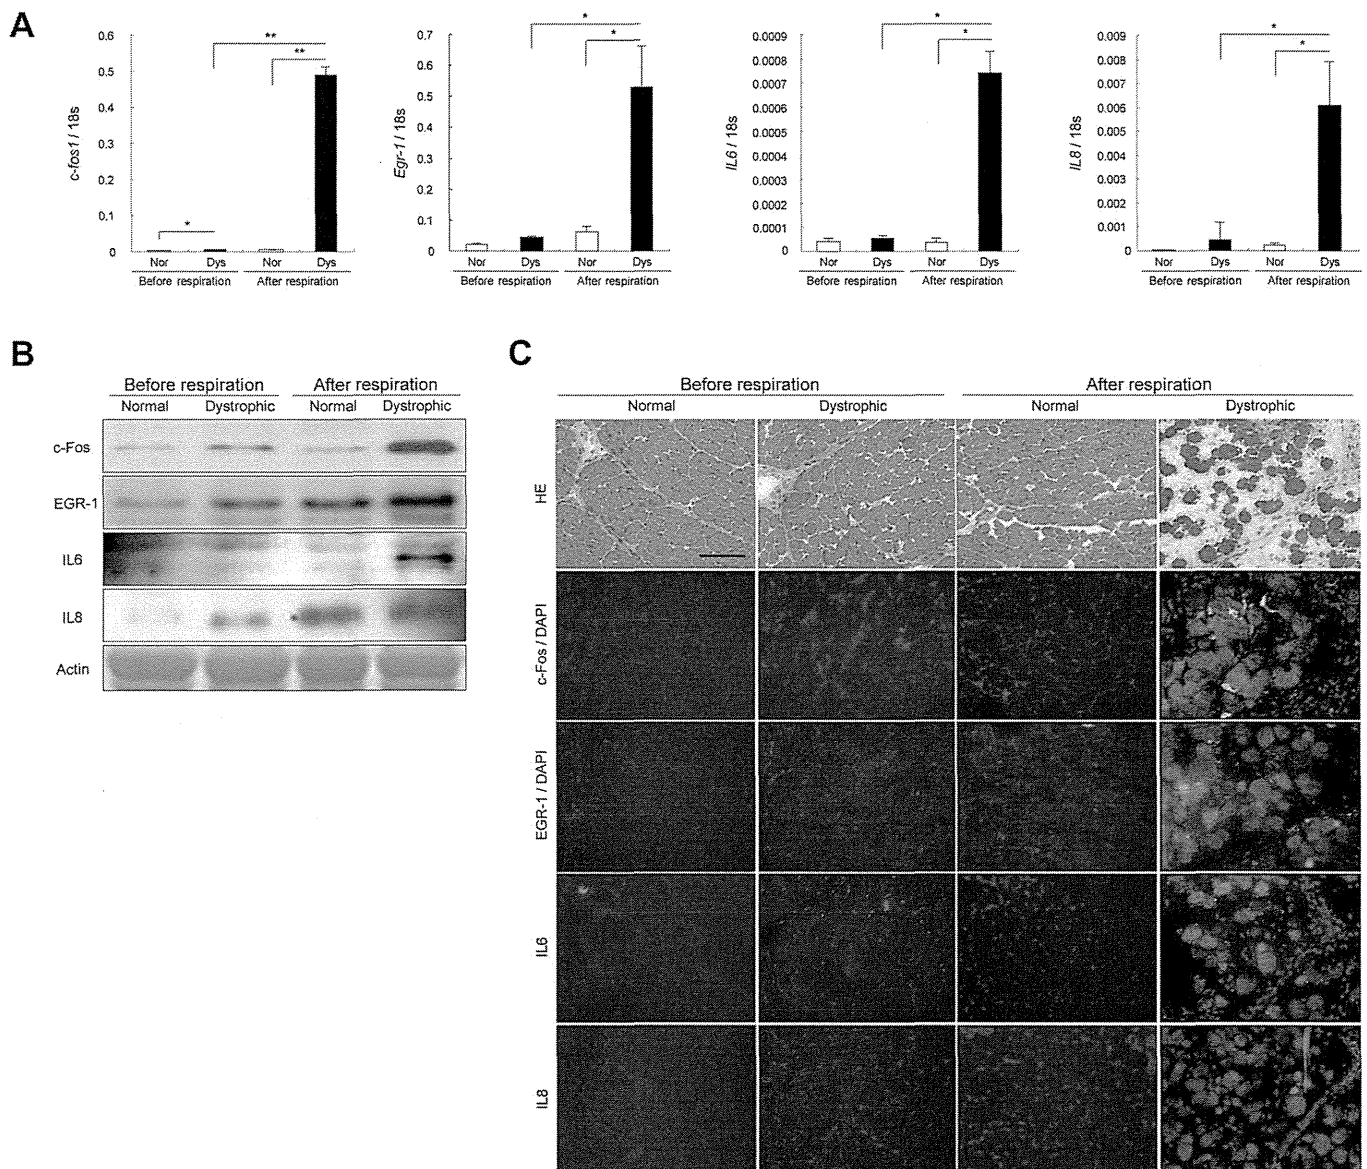 A
c-fos1 / 18s
0.6
0.5
0.4
0.3
0.2
0.1
0
**
**
*
Nor Dys Nor Dys
Before respiration After respiration
Egr-1 / 18s
0.7
0.6
0.5
0.4
0.3
0.2
0.1
0
*
*
Nor Dys Nor Dys
Before respiration After respiration
IL6 / 18s
0.0009
0.0008
0.0007
0.0006
0.0005
0.0004
0.0003
0.0002
0.0001
0
*
*
Nor Dys Nor Dys
Before respiration After respiration
IL8 / 18s
0.009
0.008
0.007
0.006
0.005
0.004
0.003
0.002
0.001
0
*
*
Nor Dys Nor Dys
Before respiration After respiration
B
Before respiration After respiration
Normal Dystrophic Normal Dystrophic
c-Fos
EGR-1
IL6
IL8
Actin
C
Before respiration After respiration
Normal Dystrophic Normal Dystrophic
HE
c-Fos / DAPI
EGR-1 / DAPI
IL6
IL8